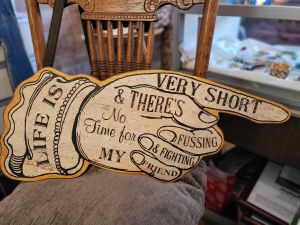 LIFE IS
VERY SHORT
& THERE'S
No
Time for
FUSSING
& FIGHTING
MY
FRIEND